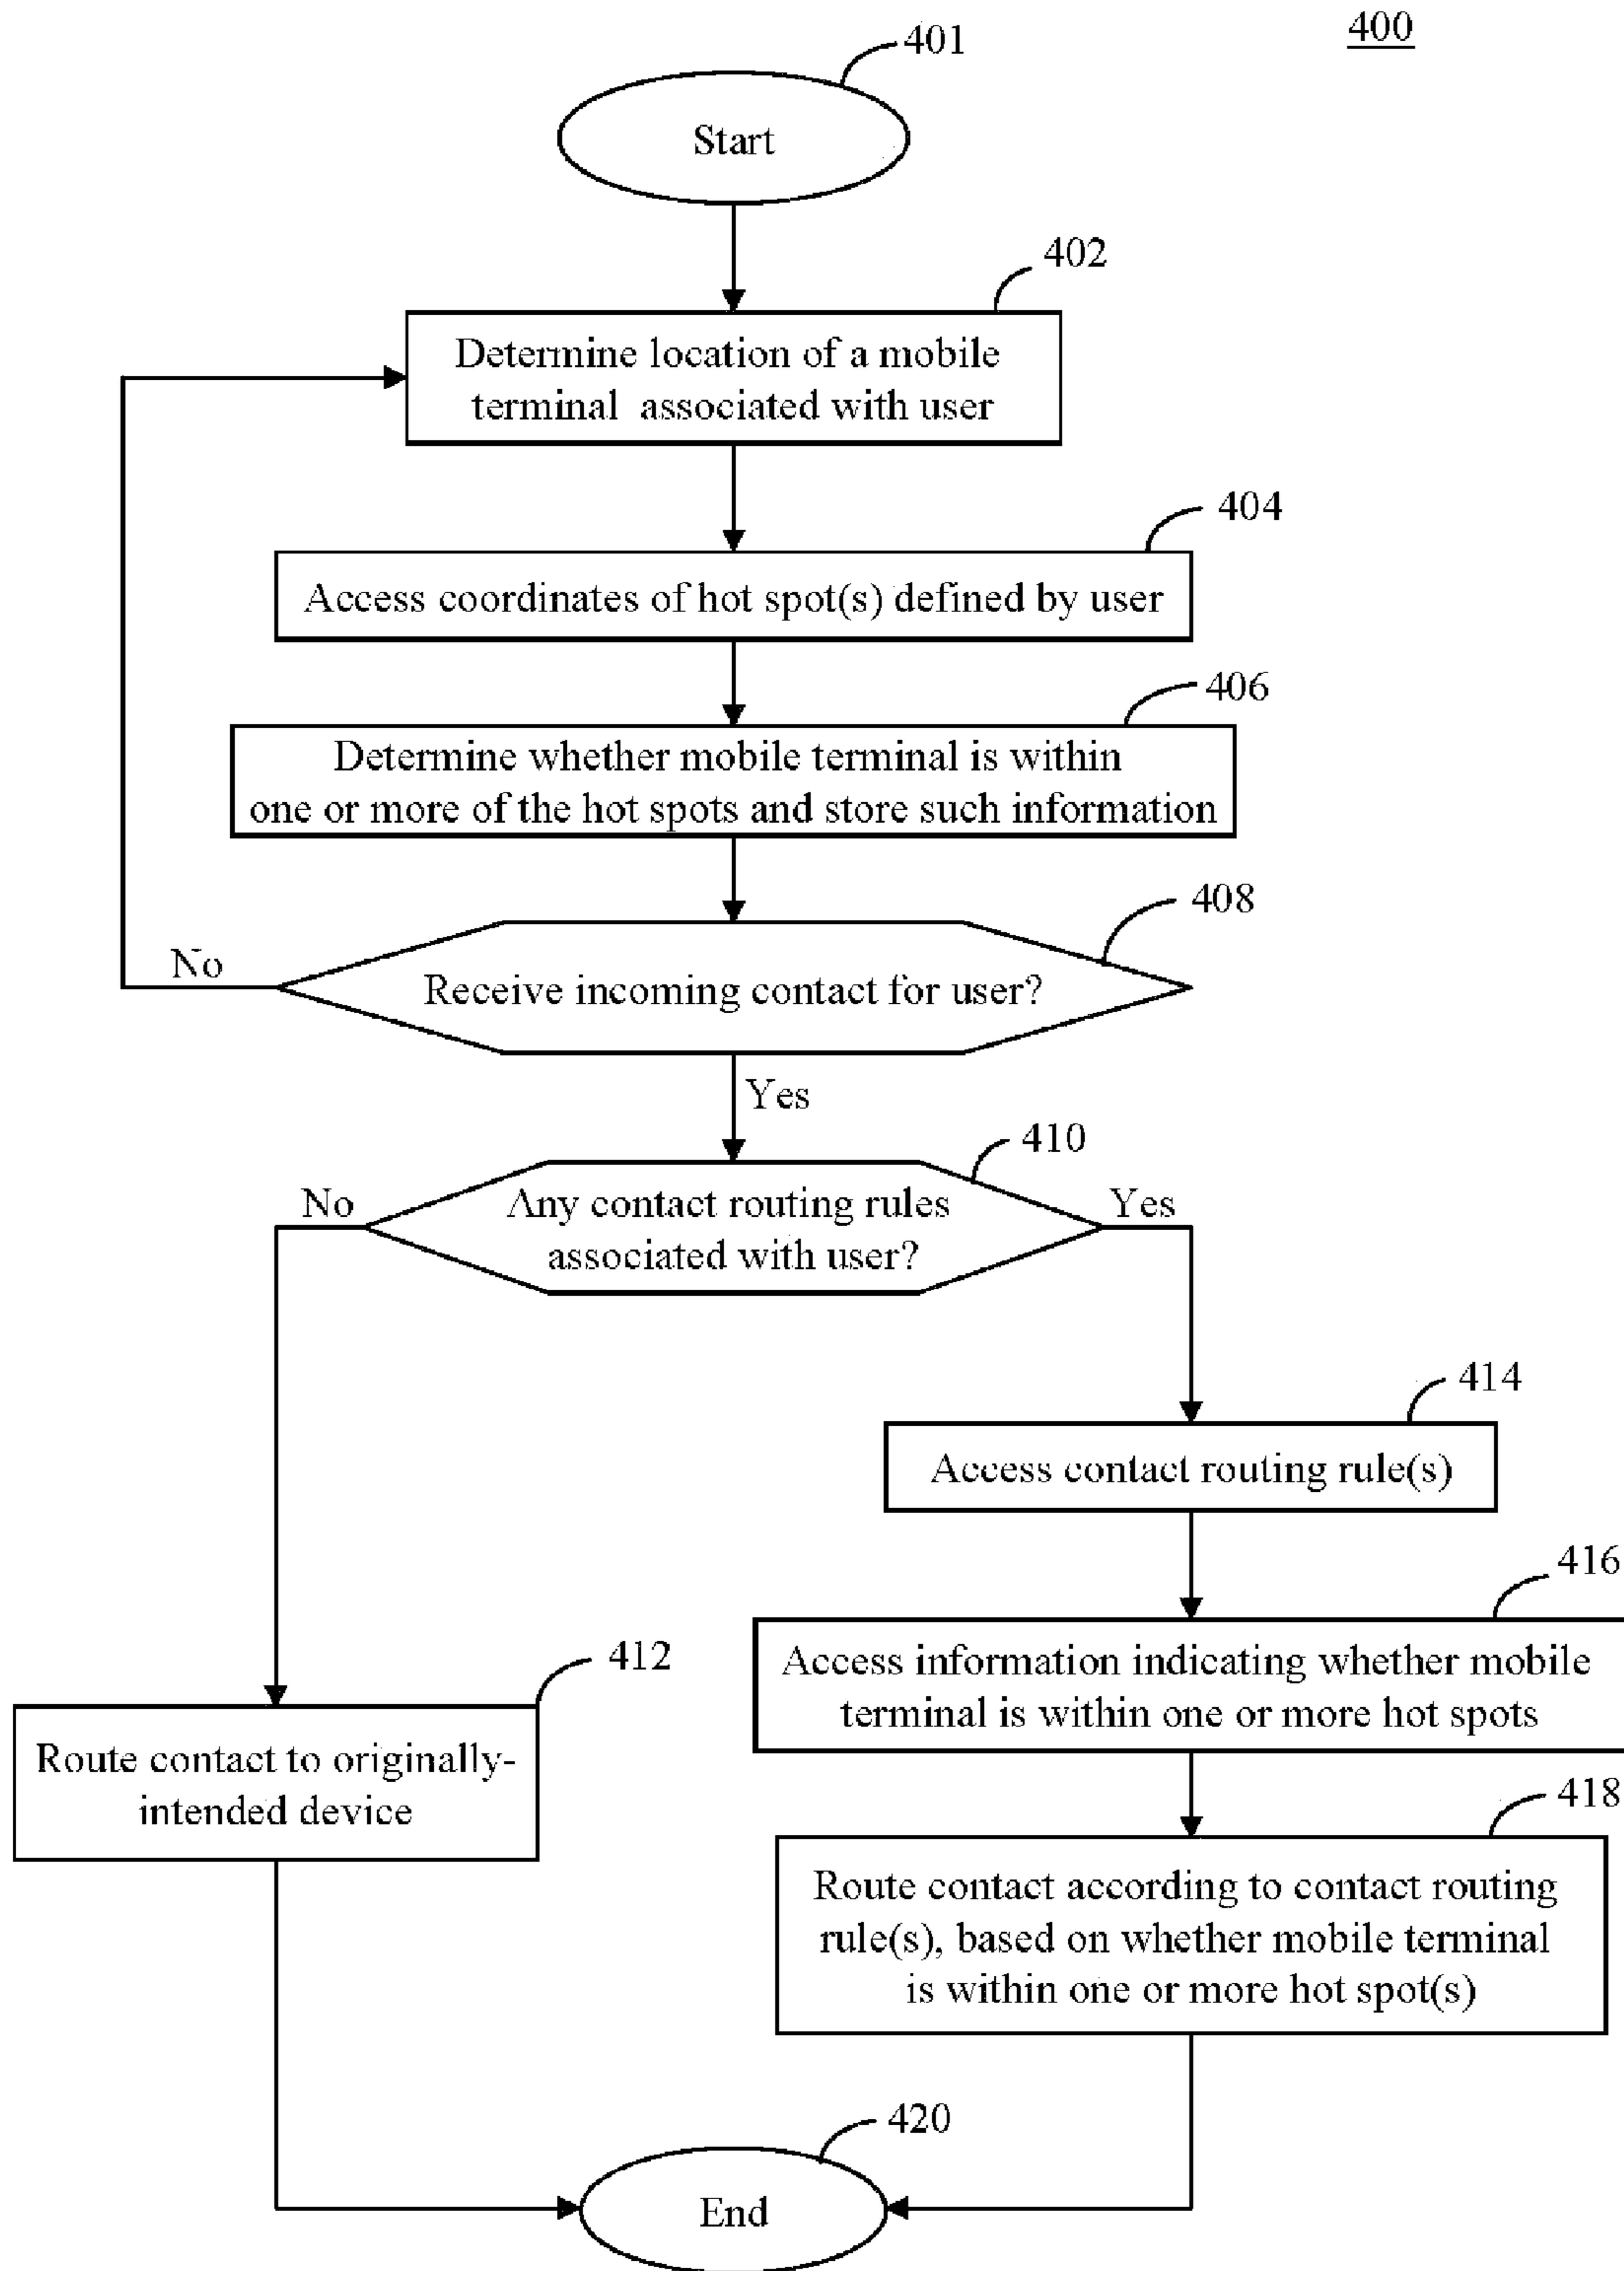 400
401
Start
402
Determine location of a mobile
terminal associated with user
404
Access coordinates of hot spot(s) defined by user
406
Determine whether mobile terminal is within
one or more of the hot spots and store such information
408
No
Receive incoming contact for user?
Yes
410
No
Any contact routing rules
associated with user?
Yes
414
Access contact routing rule(s)
416
Access information indicating whether mobile
terminal is within one or more hot spots
412
Route contact to originally-
intended device
418
Route contact according to contact routing
rule(s), based on whether mobile terminal
is within one or more hot spot(s)
420
End